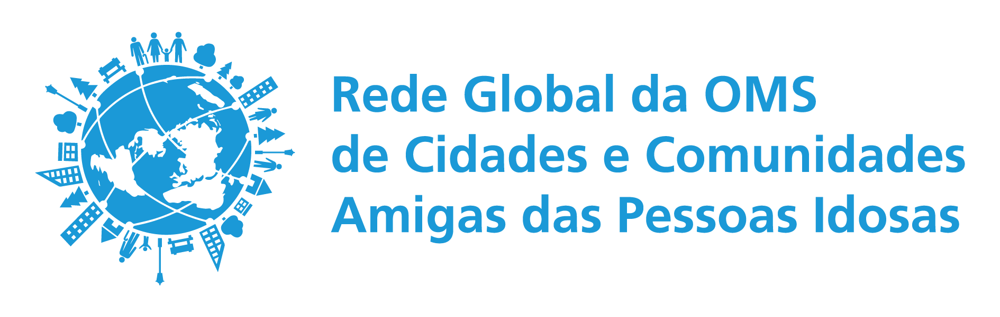 Rede Global da OMS
de Cidades e Comunidades
Amigas das Pessoas Idosas